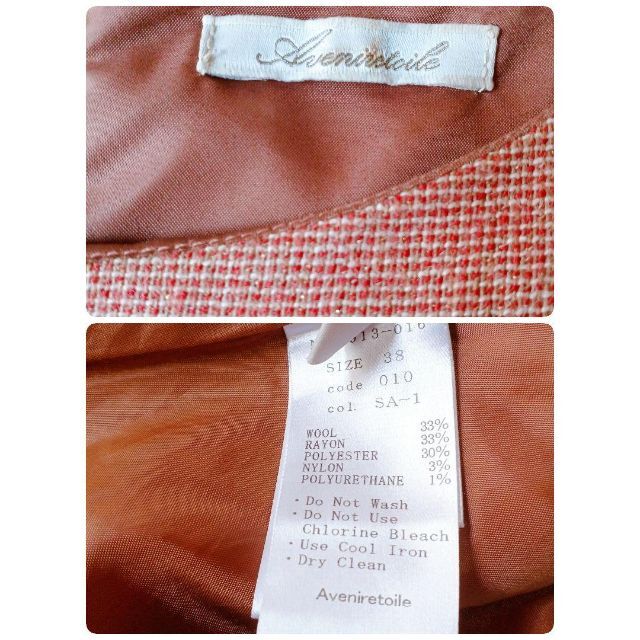 Aveniretoile
13-016
SIZE 38
code 010
col. SA-1
WOOL 33%
RAYON 33%
POLYESTER 30%
NYLON 3%
POLYURETHANE 1%
・Do Not Wash
・Do Not Use
Chlorine Bleach
・Use Cool Iron
・Dry Clean
Aveniretoile